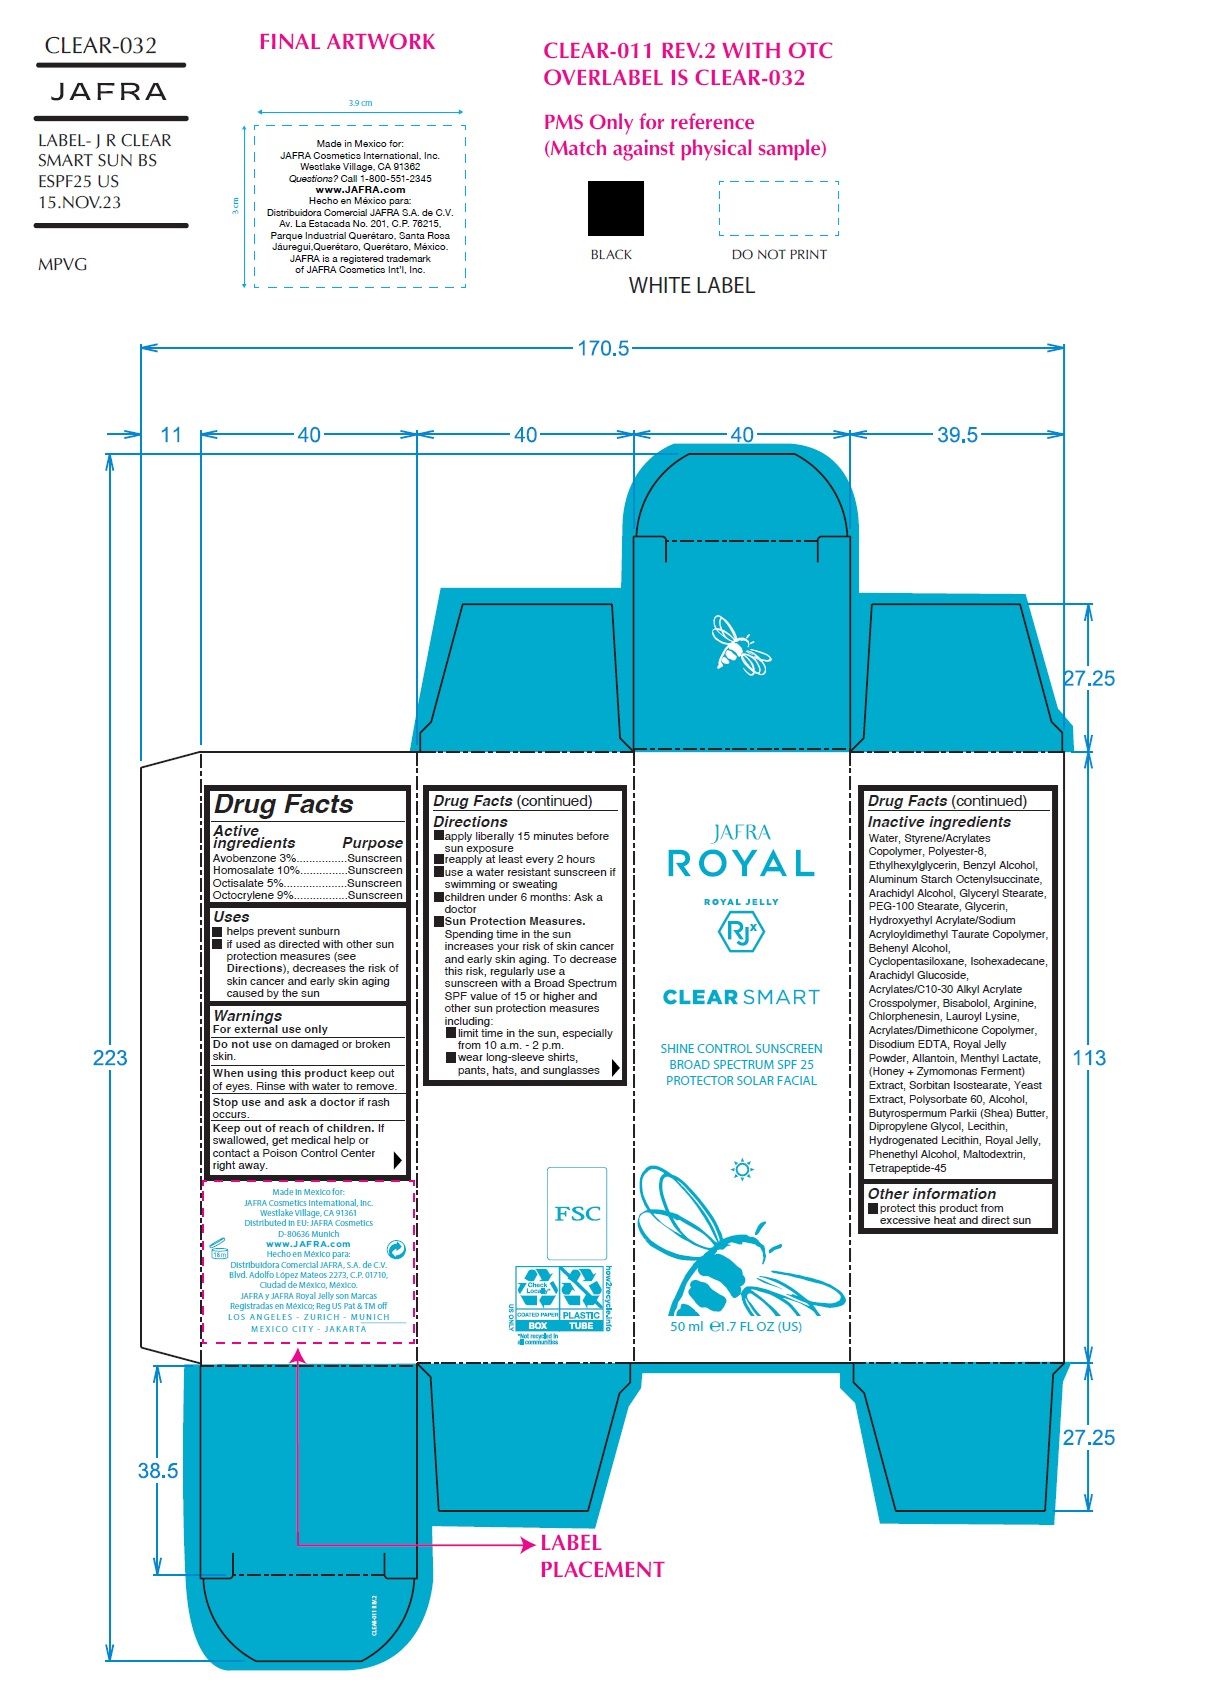 CLEAR-032
JAFRA
LABEL- J R CLEAR
SMART SUN BS
ESPF25 US
15.NOV.23
MPVG
FINAL ARTWORK
3.9 cm
3 cm
Made in Mexico for:
JAFRA Cosmetics International, Inc.
Westlake Village, CA 91362
Questions? Call 1-800-551-2345
www.JAFRA.com
Hecho en México para:
Distribuidora Comercial JAFRA S.A. de C.V.
Av. La Estacada No. 201, C.P. 76215,
Parque Industrial Querétaro, Santa Rosa
Jáuregui,Querétaro, Querétaro, México.
JAFRA is a registered trademark
of JAFRA Cosmetics Int'l, Inc.
CLEAR-011 REV.2 WITH OTC
OVERLABEL IS CLEAR-032
PMS Only for reference
(Match against physical sample)
BLACK
DO NOT PRINT
WHITE LABEL
170.5
11
40
40
40
39.5
27.25
223
113
38.5
27.25
Drug Facts
Active
ingredients Purpose
Avobenzone 3%................Sunscreen
Homosalate 10%...............Sunscreen
Octisalate 5%....................Sunscreen
Octocrylene 9%.................Sunscreen
Uses
helps prevent sunburn
if used as directed with other sun
protection measures (see
Directions), decreases the risk of
skin cancer and early skin aging
caused by the sun
Warnings
For external use only
Do not use on damaged or broken
skin.
When using this product keep out
of eyes. Rinse with water to remove.
Stop use and ask a doctor if rash
occurs.
Keep out of reach of children. If
swallowed, get medical help or
contact a Poison Control Center
right away.
Made in Mexico for:
JAFRA Cosmetics International, Inc.
Westlake Village, CA 91361
Distributed in EU: JAFRA Cosmetics
D-80636 Munich
www.JAFRA.com
18 m
Hecho en México para:
Distribuidora Comercial JAFRA, S.A. de C.V.
Blvd. Adolfo López Mateos 2273, C.P. 01710,
Ciudad de México, México.
JAFRA y JAFRA Royal Jelly son Marcas
Registradas en México; Reg US Pat & TM off
LOS ANGELES - ZURICH - MUNICH
MEXICO CITY - JAKARTA
CLEAR-011 REV.2
LABEL
PLACEMENT
Drug Facts (continued)
Directions
apply liberally 15 minutes before
sun exposure
reapply at least every 2 hours
use a water resistant sunscreen if
swimming or sweating
children under 6 months: Ask a
doctor
Sun Protection Measures.
Spending time in the sun
increases your risk of skin cancer
and early skin aging. To decrease
this risk, regularly use a
sunscreen with a Broad Spectrum
SPF value of 15 or higher and
other sun protection measures
including:
limit time in the sun, especially
from 10 a.m. - 2 p.m.
wear long-sleeve shirts,
pants, hats, and sunglasses
FSC
Check
Locally*
COATED PAPER
BOX
PLASTIC
TUBE
how2recycle.info
US ONLY
*Not recycled in
all communities
JAFRA
ROYAL
ROYAL JELLY
RJx
CLEAR SMART
SHINE CONTROL SUNSCREEN
BROAD SPECTRUM SPF 25
PROTECTOR SOLAR FACIAL
50 ml ℮1.7 FL OZ (US)
Drug Facts (continued)
Inactive ingredients
Water, Styrene/Acrylates
Copolymer, Polyester-8,
Ethylhexylglycerin, Benzyl Alcohol,
Aluminum Starch Octenylsuccinate,
Arachidyl Alcohol, Glyceryl Stearate,
PEG-100 Stearate, Glycerin,
Hydroxyethyl Acrylate/Sodium
Acryloyldimethyl Taurate Copolymer,
Behenyl Alcohol,
Cyclopentasiloxane, Isohexadecane,
Arachidyl Glucoside,
Acrylates/C10-30 Alkyl Acrylate
Crosspolymer, Bisabolol, Arginine,
Chlorphenesin, Lauroyl Lysine,
Acrylates/Dimethicone Copolymer,
Disodium EDTA, Royal Jelly
Powder, Allantoin, Menthyl Lactate,
(Honey + Zymomonas Ferment)
Extract, Sorbitan Isostearate, Yeast
Extract, Polysorbate 60, Alcohol,
Butyrospermum Parkii (Shea) Butter,
Dipropylene Glycol, Lecithin,
Hydrogenated Lecithin, Royal Jelly,
Phenethyl Alcohol, Maltodextrin,
Tetrapeptide-45
Other information
protect this product from
excessive heat and direct sun